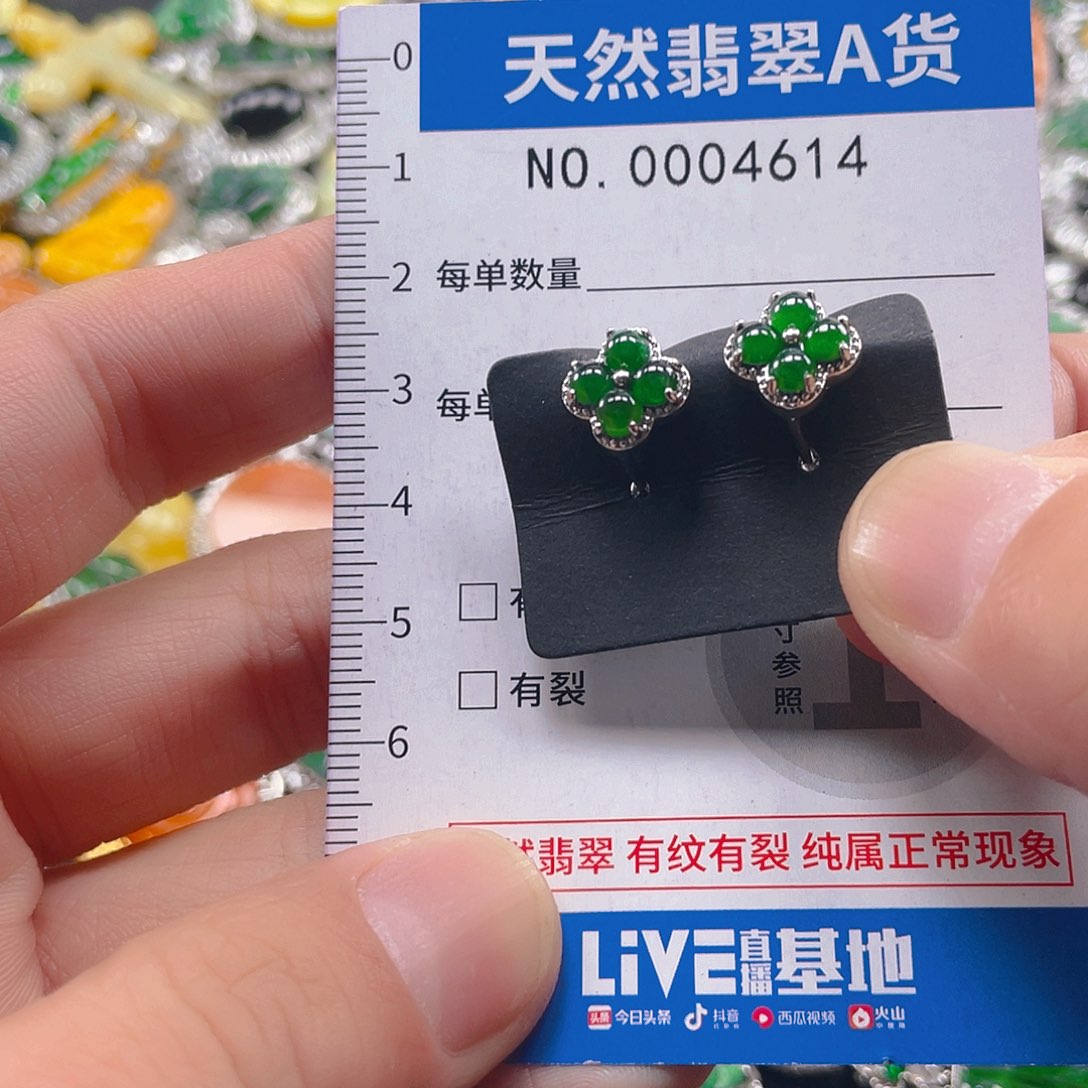 天然翡翠A货
0
NO. 0004614
1
2 每单数量
3 每单
4
5
有裂
寸参照
6
然翡翠 有纹有裂 纯属正常现象
LiVE直播基地
头条 今日头条 抖音 西瓜视频 火山